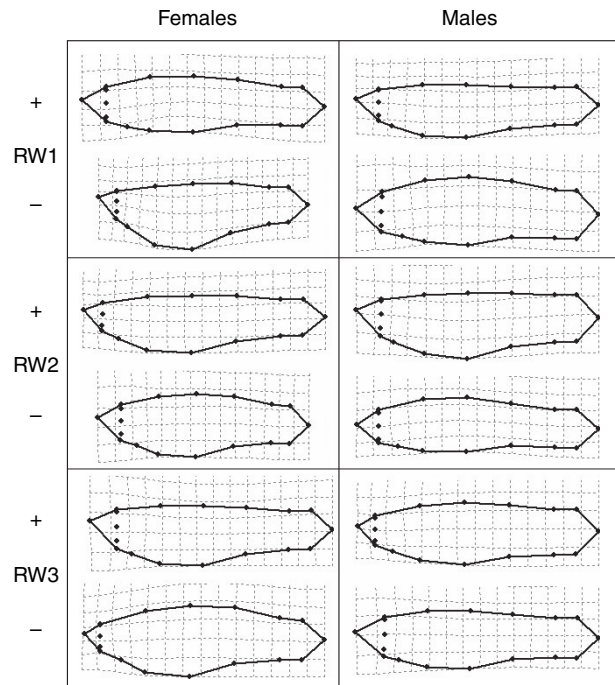 Females Males
+
RW1
–
+
RW2
–
+
RW3
–